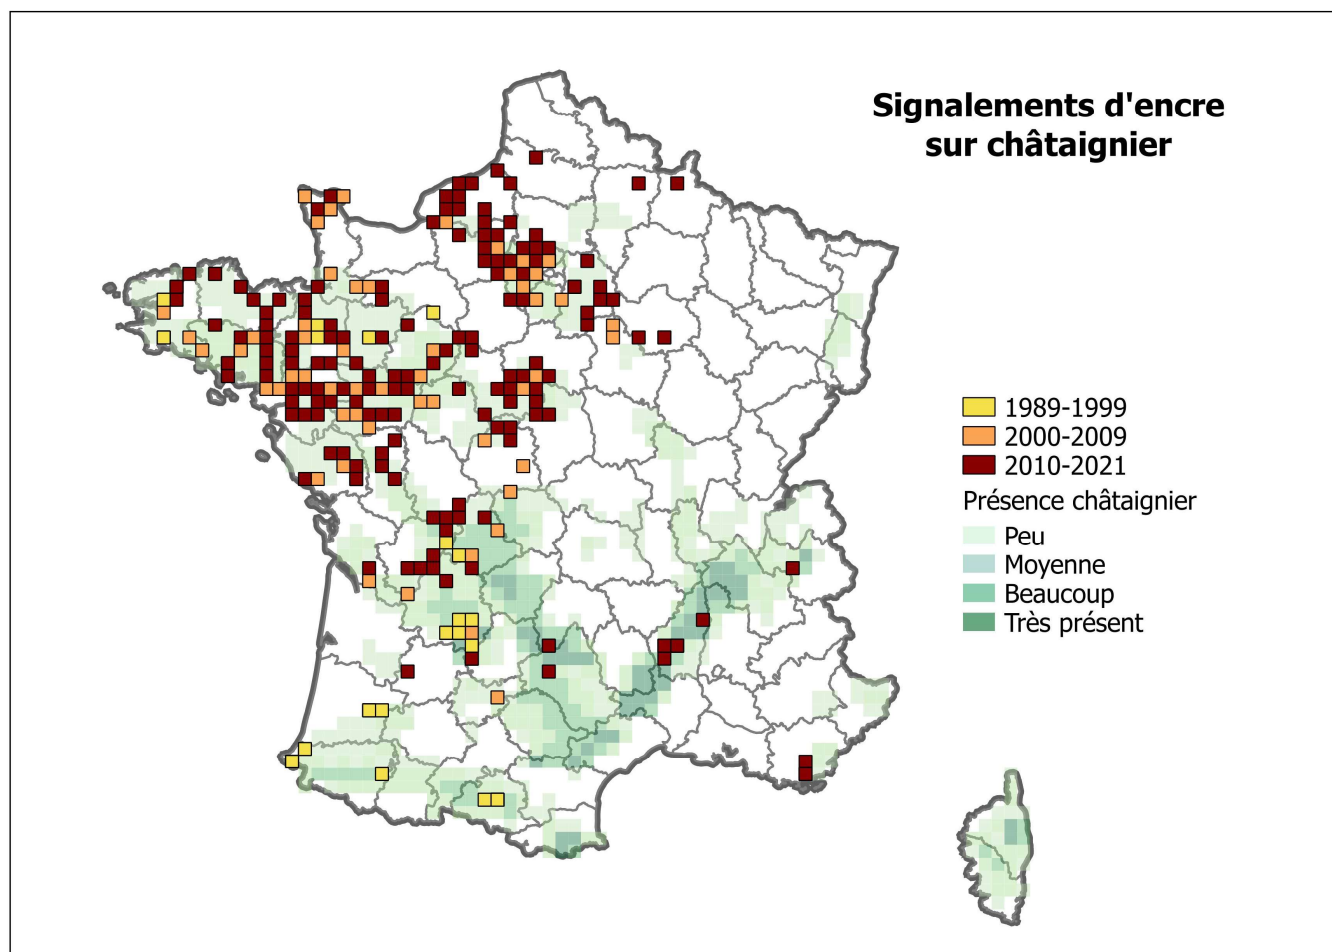 Signalements d'encre
sur châtaignier
1989-1999
2000-2009
2010-2021
Présence châtaignier
Peu
Moyenne
Beaucoup
Très présent